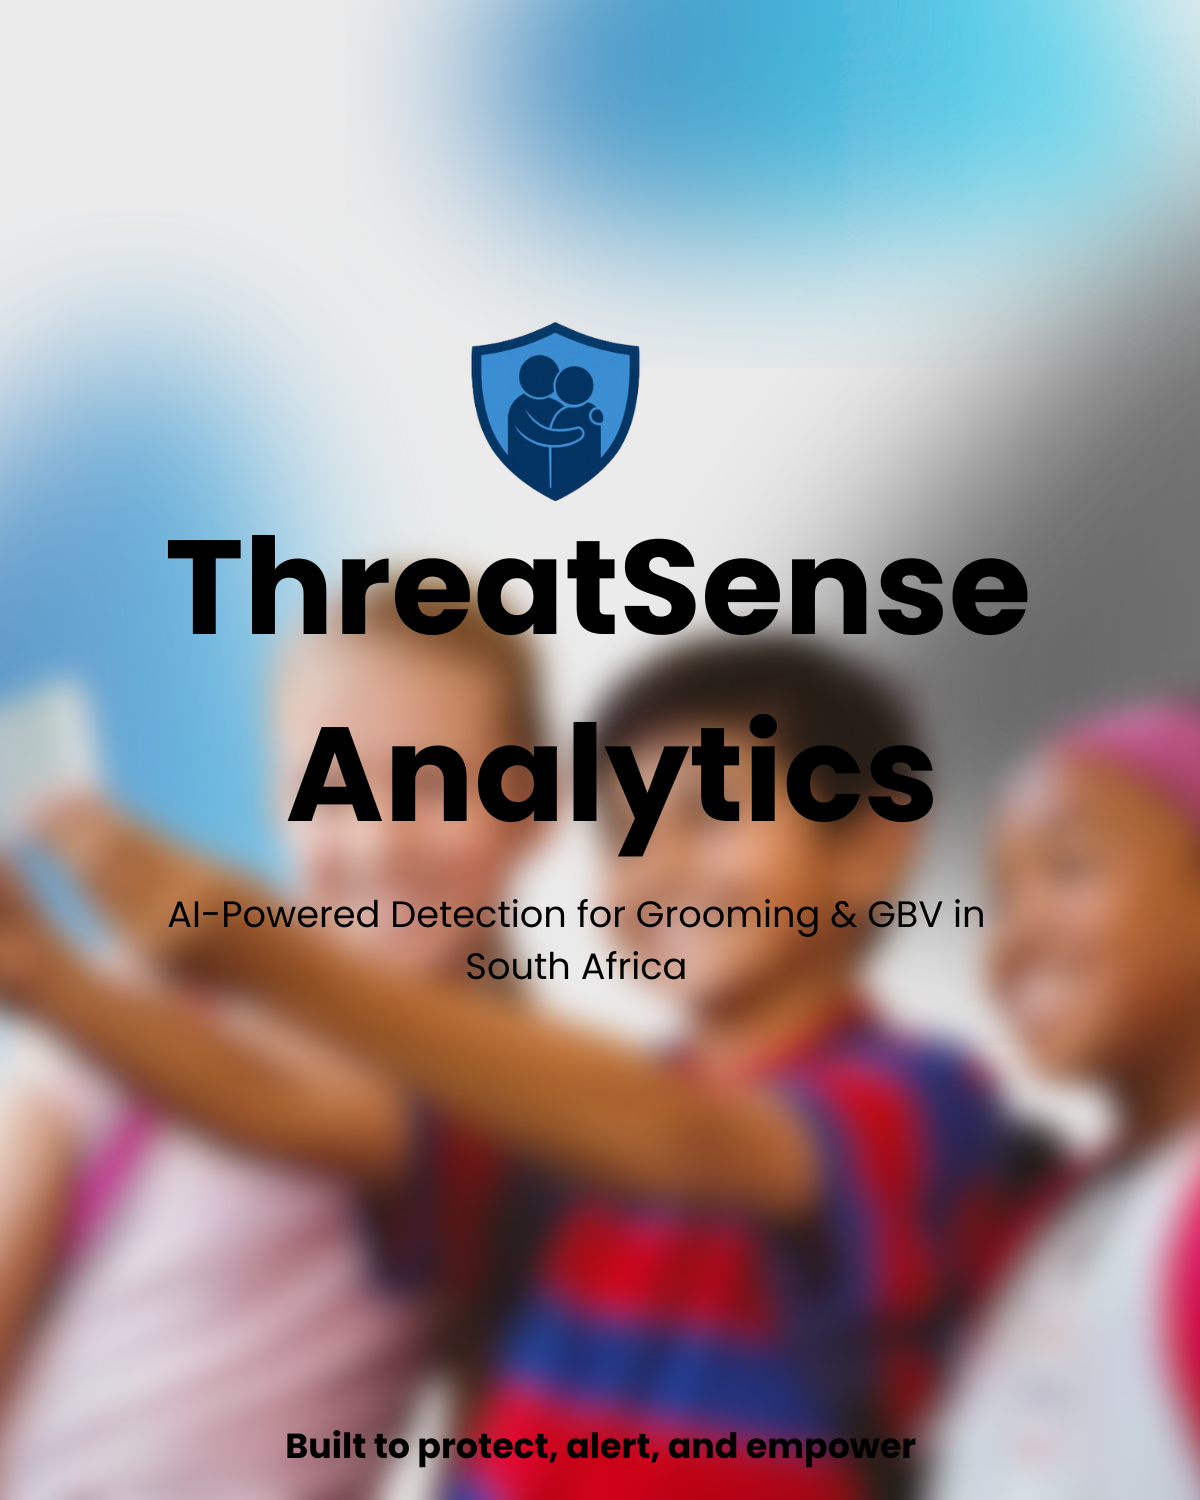 ThreatSense
Analytics
AI-Powered Detection for Grooming & GBV in
South Africa
Built to protect, alert, and empower